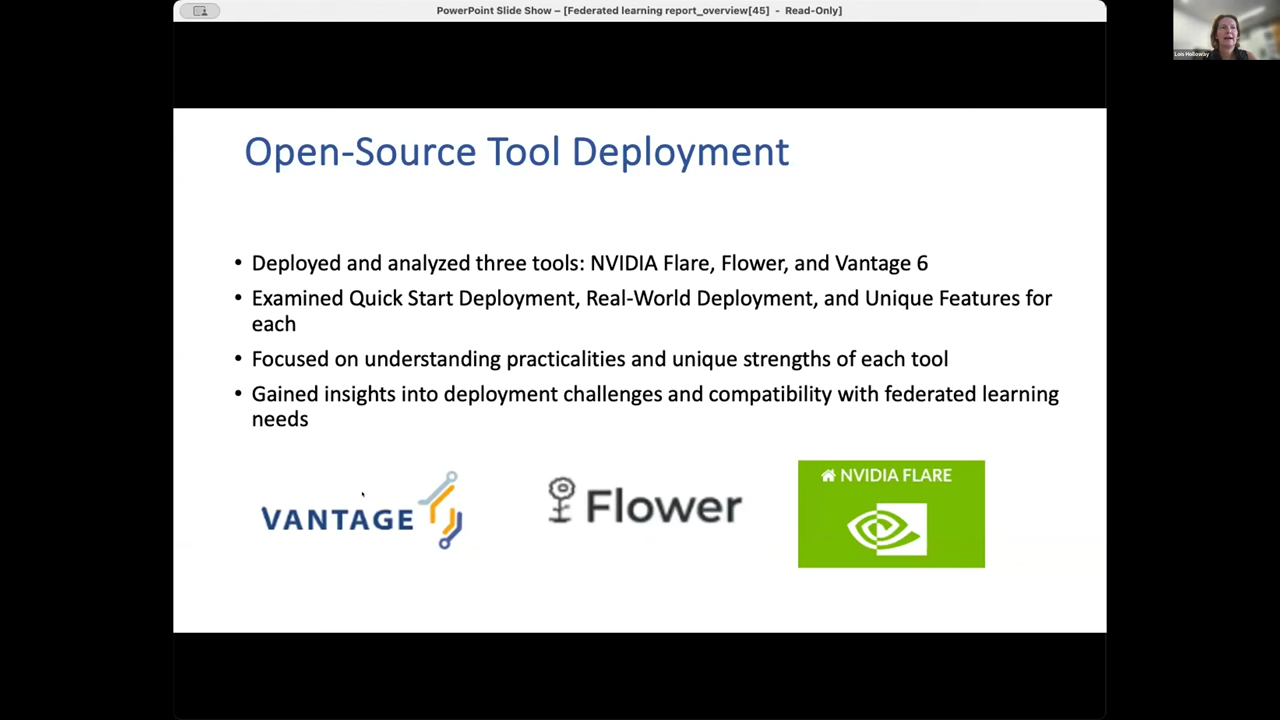 PowerPoint Slide Show – [Federated learning report_overview[45] - Read-Only]
Lois Holloway
Open-Source Tool Deployment
• Deployed and analyzed three tools: NVIDIA Flare, Flower, and Vantage 6
• Examined Quick Start Deployment, Real-World Deployment, and Unique Features for
each
• Focused on understanding practicalities and unique strengths of each tool
• Gained insights into deployment challenges and compatibility with federated learning
needs
VANTAGE
Flower
NVIDIA FLARE